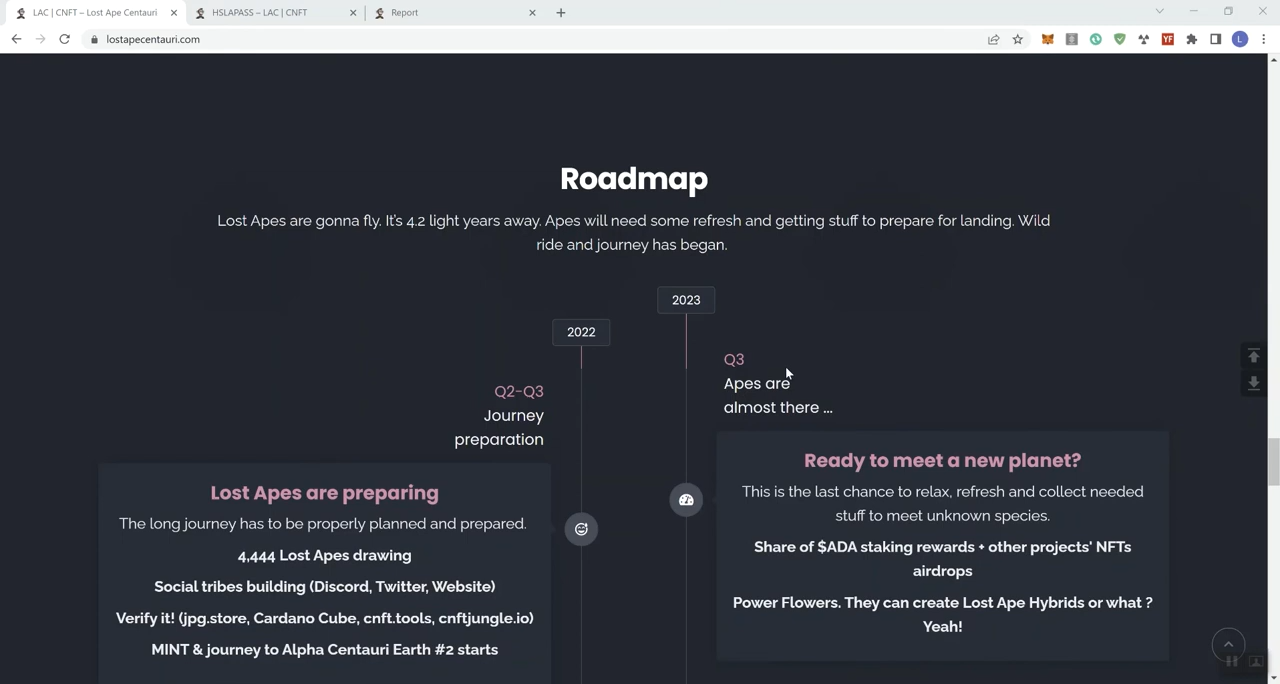 LAC | CNFT – Lost Ape Centauri
HSLAPASS – LAC | CNFT
Report
lostapecentauri.com
YF
L
Roadmap
Lost Apes are gonna fly. It's 4.2 light years away. Apes will need some refresh and getting stuff to prepare for landing. Wild
ride and journey has began.
2023
2022
Q3
Apes are
almost there ...
Q2-Q3
Journey
preparation
Ready to meet a new planet?
This is the last chance to relax, refresh and collect needed
stuff to meet unknown species.
Share of $ADA staking rewards + other projects' NFTs
airdrops
Power Flowers. They can create Lost Ape Hybrids or what ?
Yeah!
Lost Apes are preparing
The long journey has to be properly planned and prepared.
4,444 Lost Apes drawing
Social tribes building (Discord, Twitter, Website)
Verify it! (jpg.store, Cardano Cube, cnft.tools, cnftjungle.io)
MINT & journey to Alpha Centauri Earth #2 starts